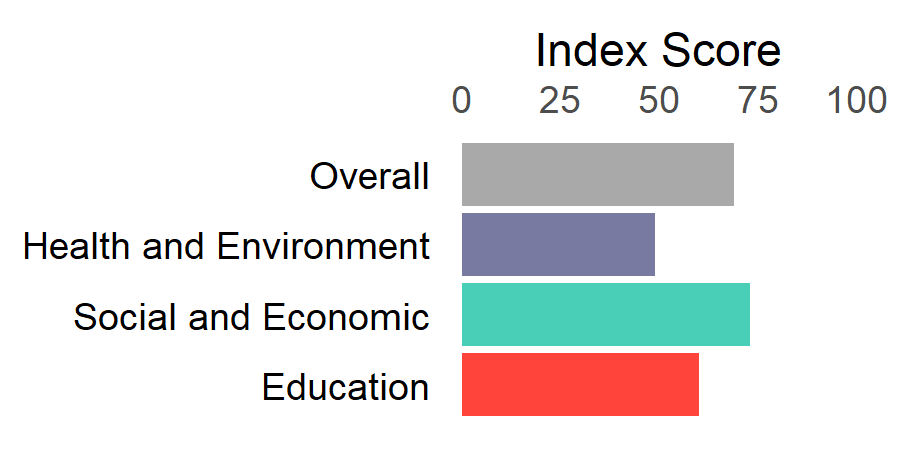 Index Score
0 25 50 75 100
Overall
Health and Environment
Social and Economic
Education